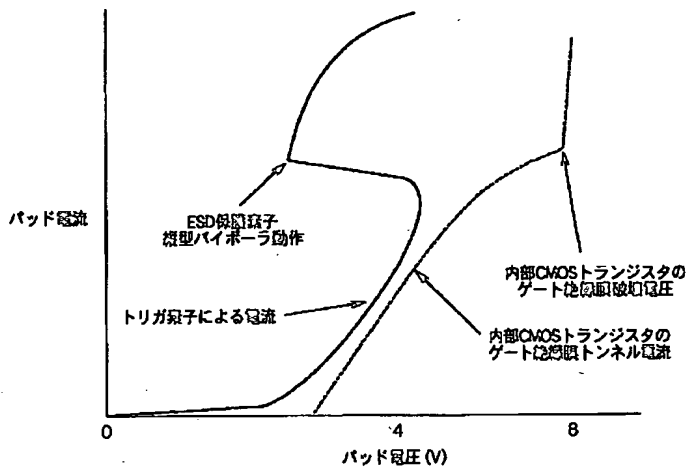 パッド電流
ESD保護素子
縦型バイポーラ動作
トリガ素子による電流
内部CMOSトランジスタの
ゲート絶縁膜破壊電圧
内部CMOSトランジスタの
ゲート絶縁膜トンネル電流
0
4
8
パッド電圧(V)